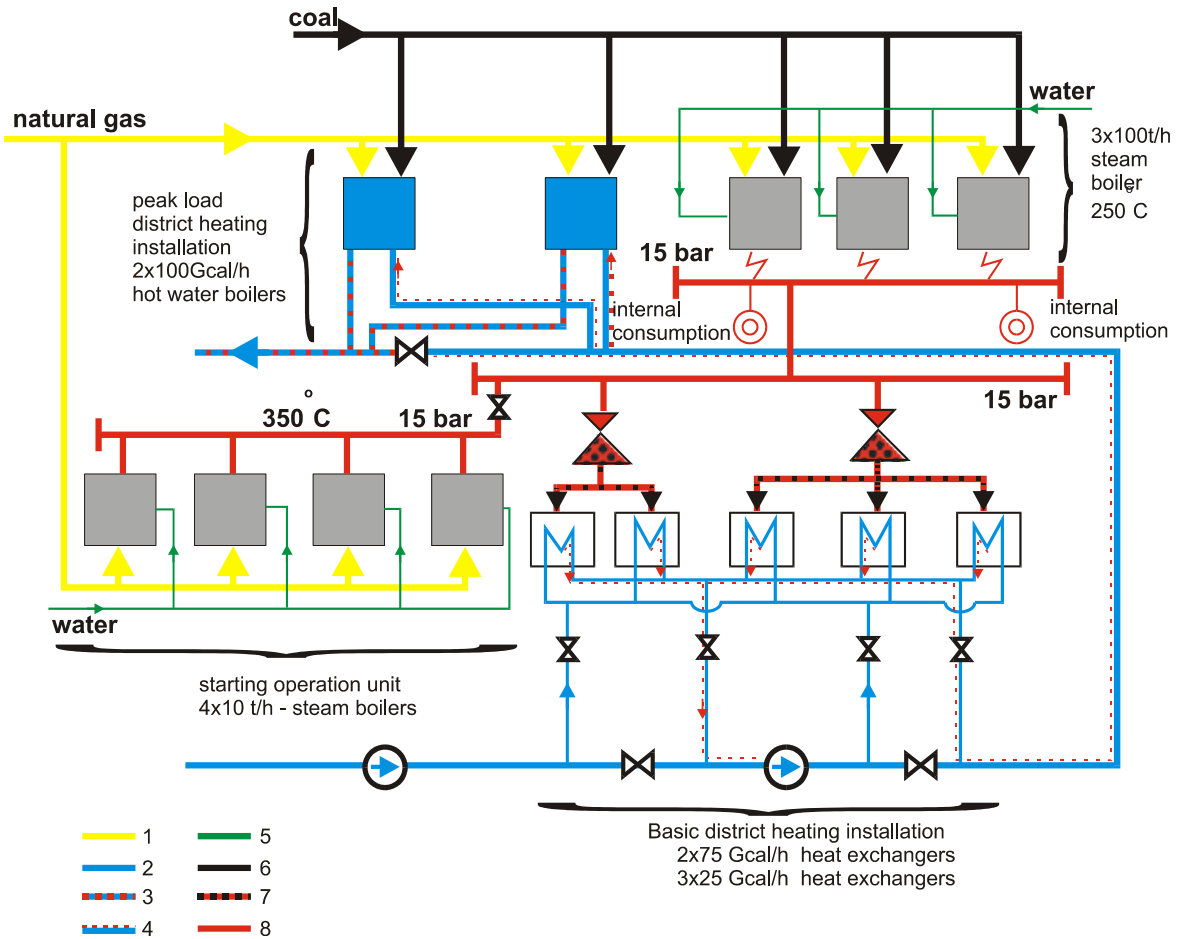 coal
natural gas
water
3x100t/h
steam
boiler
250 °C
peak load
district heating
installation
2x100Gcal/h
hot water boilers
15 bar
internal
consumption
internal
consumption
15 bar
350 °C
15 bar
water
starting operation unit
4x10 t/h - steam boilers
Basic district heating installation
2x75 Gcal/h heat exchangers
3x25 Gcal/h heat exchangers
1
2
3
4
5
6
7
8